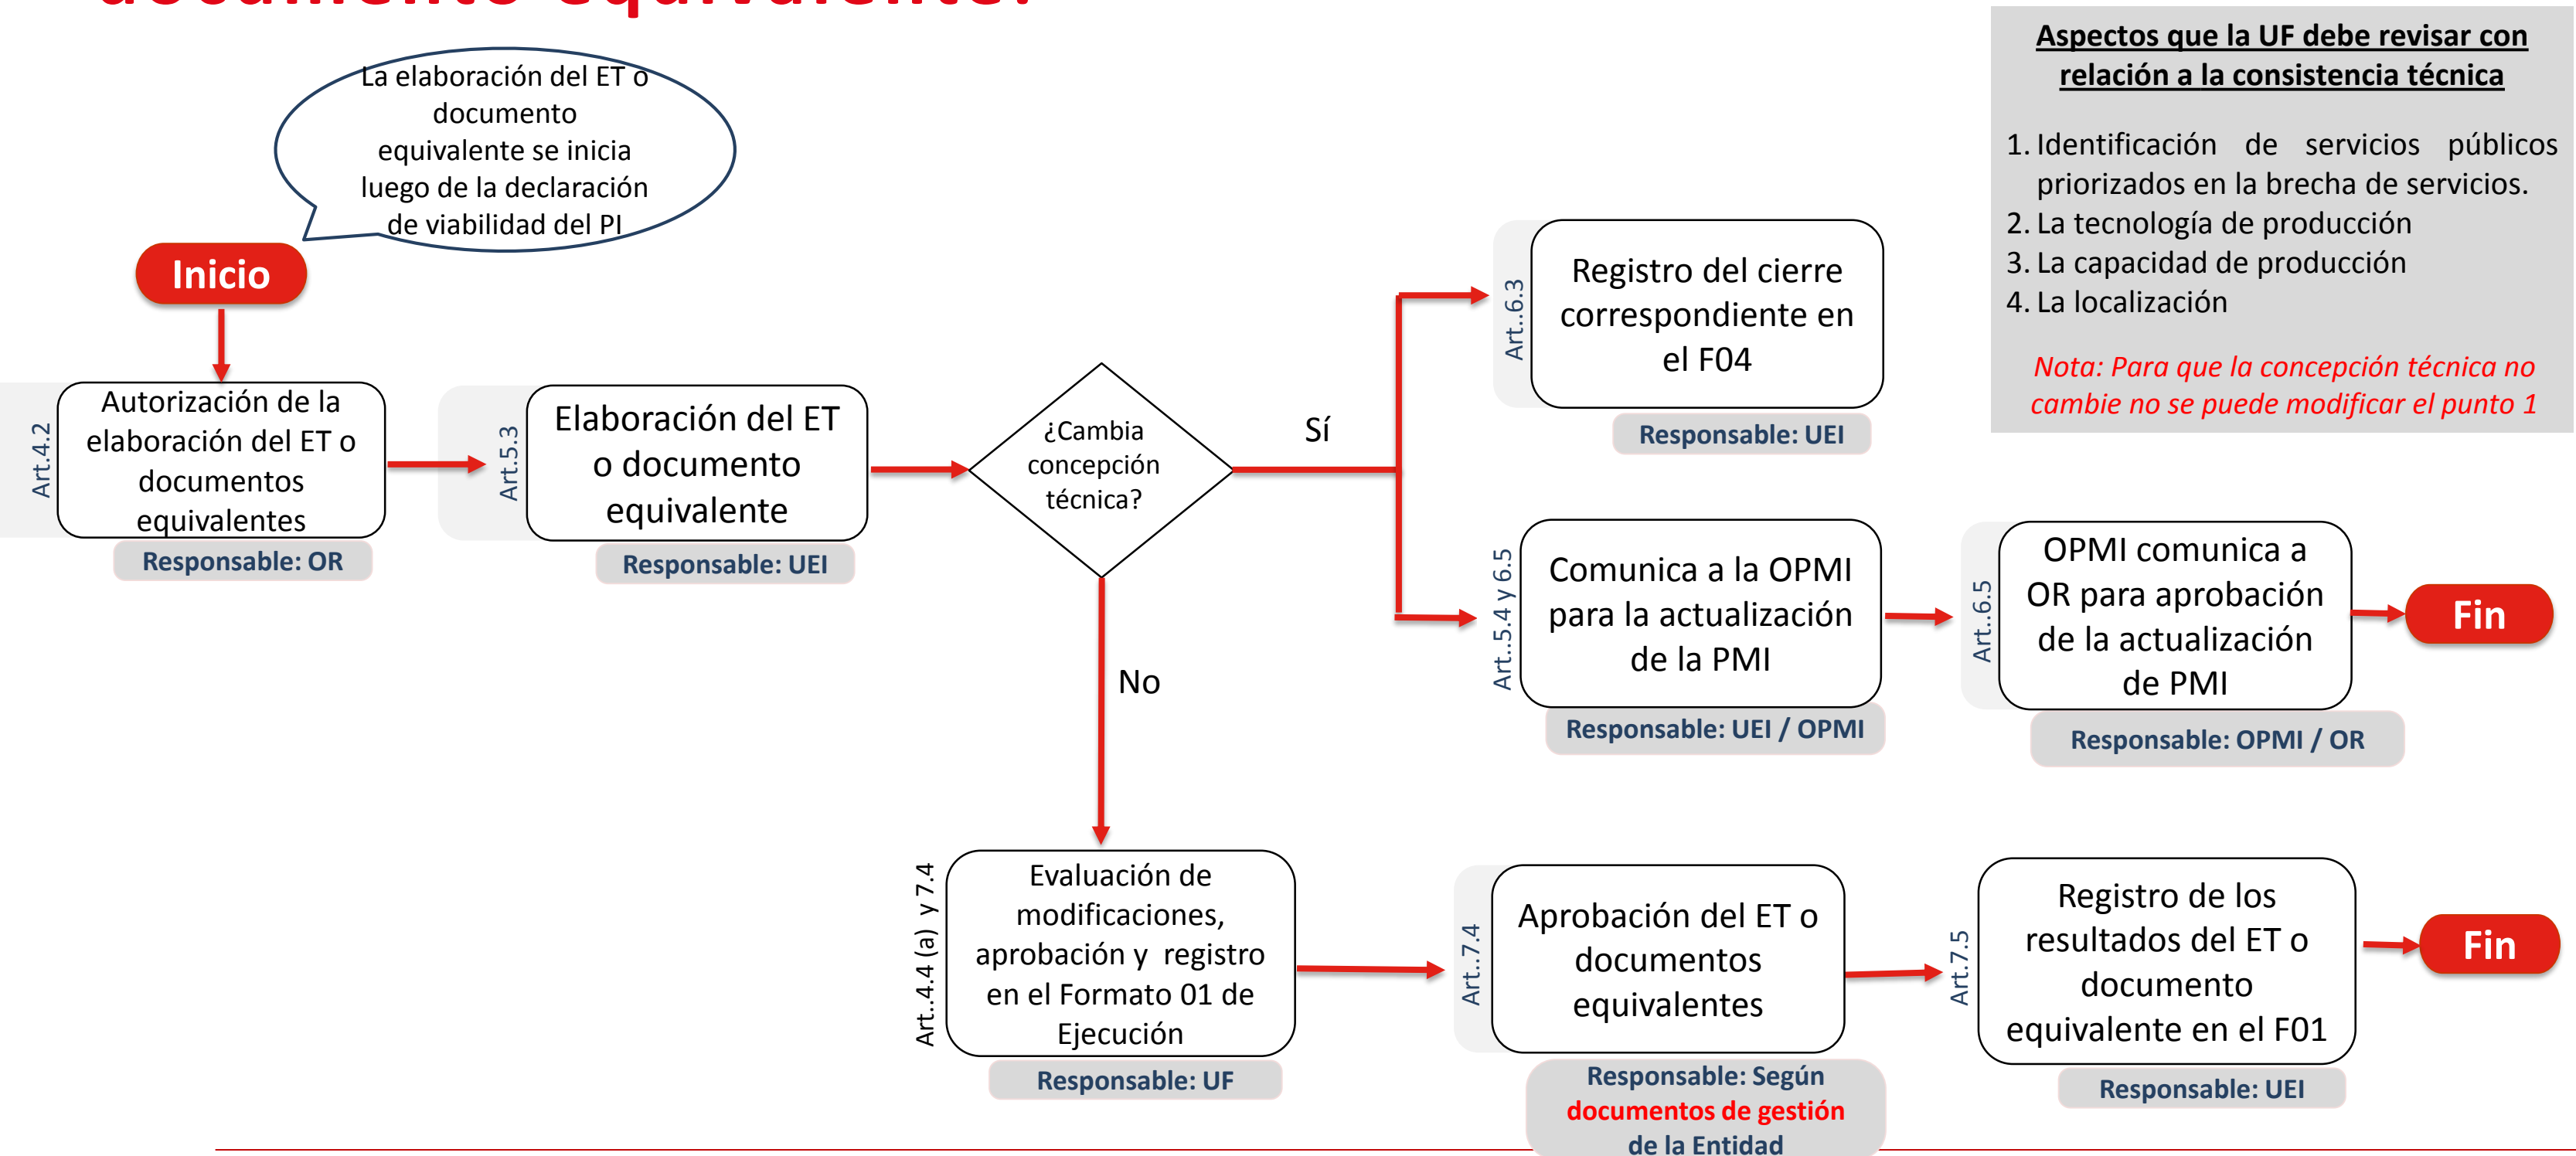 documento equivalente?
La elaboración del ET o
documento
equivalente se inicia
luego de la declaración
de viabilidad del PI
Inicio
Art.4.2
Autorización de la
elaboración del ET o
documentos
equivalentes
Responsable: OR
Art.5.3
Elaboración del ET
o documento
equivalente
Responsable: UEI
¿Cambia
concepción
técnica?
Sí
No
Art..6.3
Registro del cierre
correspondiente en
el F04
Responsable: UEI
Art..5.4 y 6.5
Comunica a la OPMI
para la actualización
de la PMI
Responsable: UEI / OPMI
Art..6.5
OPMI comunica a
OR para aprobación
de la actualización
de PMI
Responsable: OPMI / OR
Fin
Art..4.4 (a) y 7.4
Evaluación de
modificaciones,
aprobación y registro
en el Formato 01 de
Ejecución
Responsable: UF
Art..7.4
Aprobación del ET o
documentos
equivalentes
Responsable: Según
documentos de gestión
de la Entidad
Art.7.5
Registro de los
resultados del ET o
documento
equivalente en el F01
Responsable: UEI
Fin
Aspectos que la UF debe revisar con
relación a la consistencia técnica
1. Identificación de servicios públicos
priorizados en la brecha de servicios.
2. La tecnología de producción
3. La capacidad de producción
4. La localización
Nota: Para que la concepción técnica no
cambie no se puede modificar el punto 1